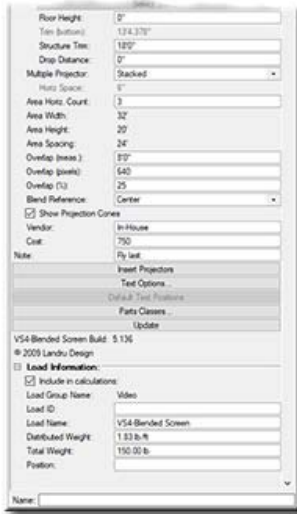 Select...
Floor Height: 0"
Trim (bottom): 13'4.378"
Structure Trim: 18'0"
Drop Distance: 0"
Multiple Projector: Stacked
Horiz Space: 6"
Area Horiz. Count: 3
Area Width: 32'
Area Height: 20'
Area Spacing: 24'
Overlap (meas.): 8'0"
Overlap (pixels): 640
Overlap (%): 25
Blend Reference: Center
Show Projection Cones
Vendor: In-House
Cost: 750
Note: Fly last.
Insert Projectors
Text Options...
Default Text Positions
Parts Classes...
Update
VS4-Blended Screen Build: 5.136
© 2009 Landru Design
Load Information:
Include in calculations:
Load Group Name: Video
Load ID:
Load Name: VS4-Blended Screen
Distributed Weight: 1.83 lb/ft
Total Weight: 150.00 lb
Position:
Name: